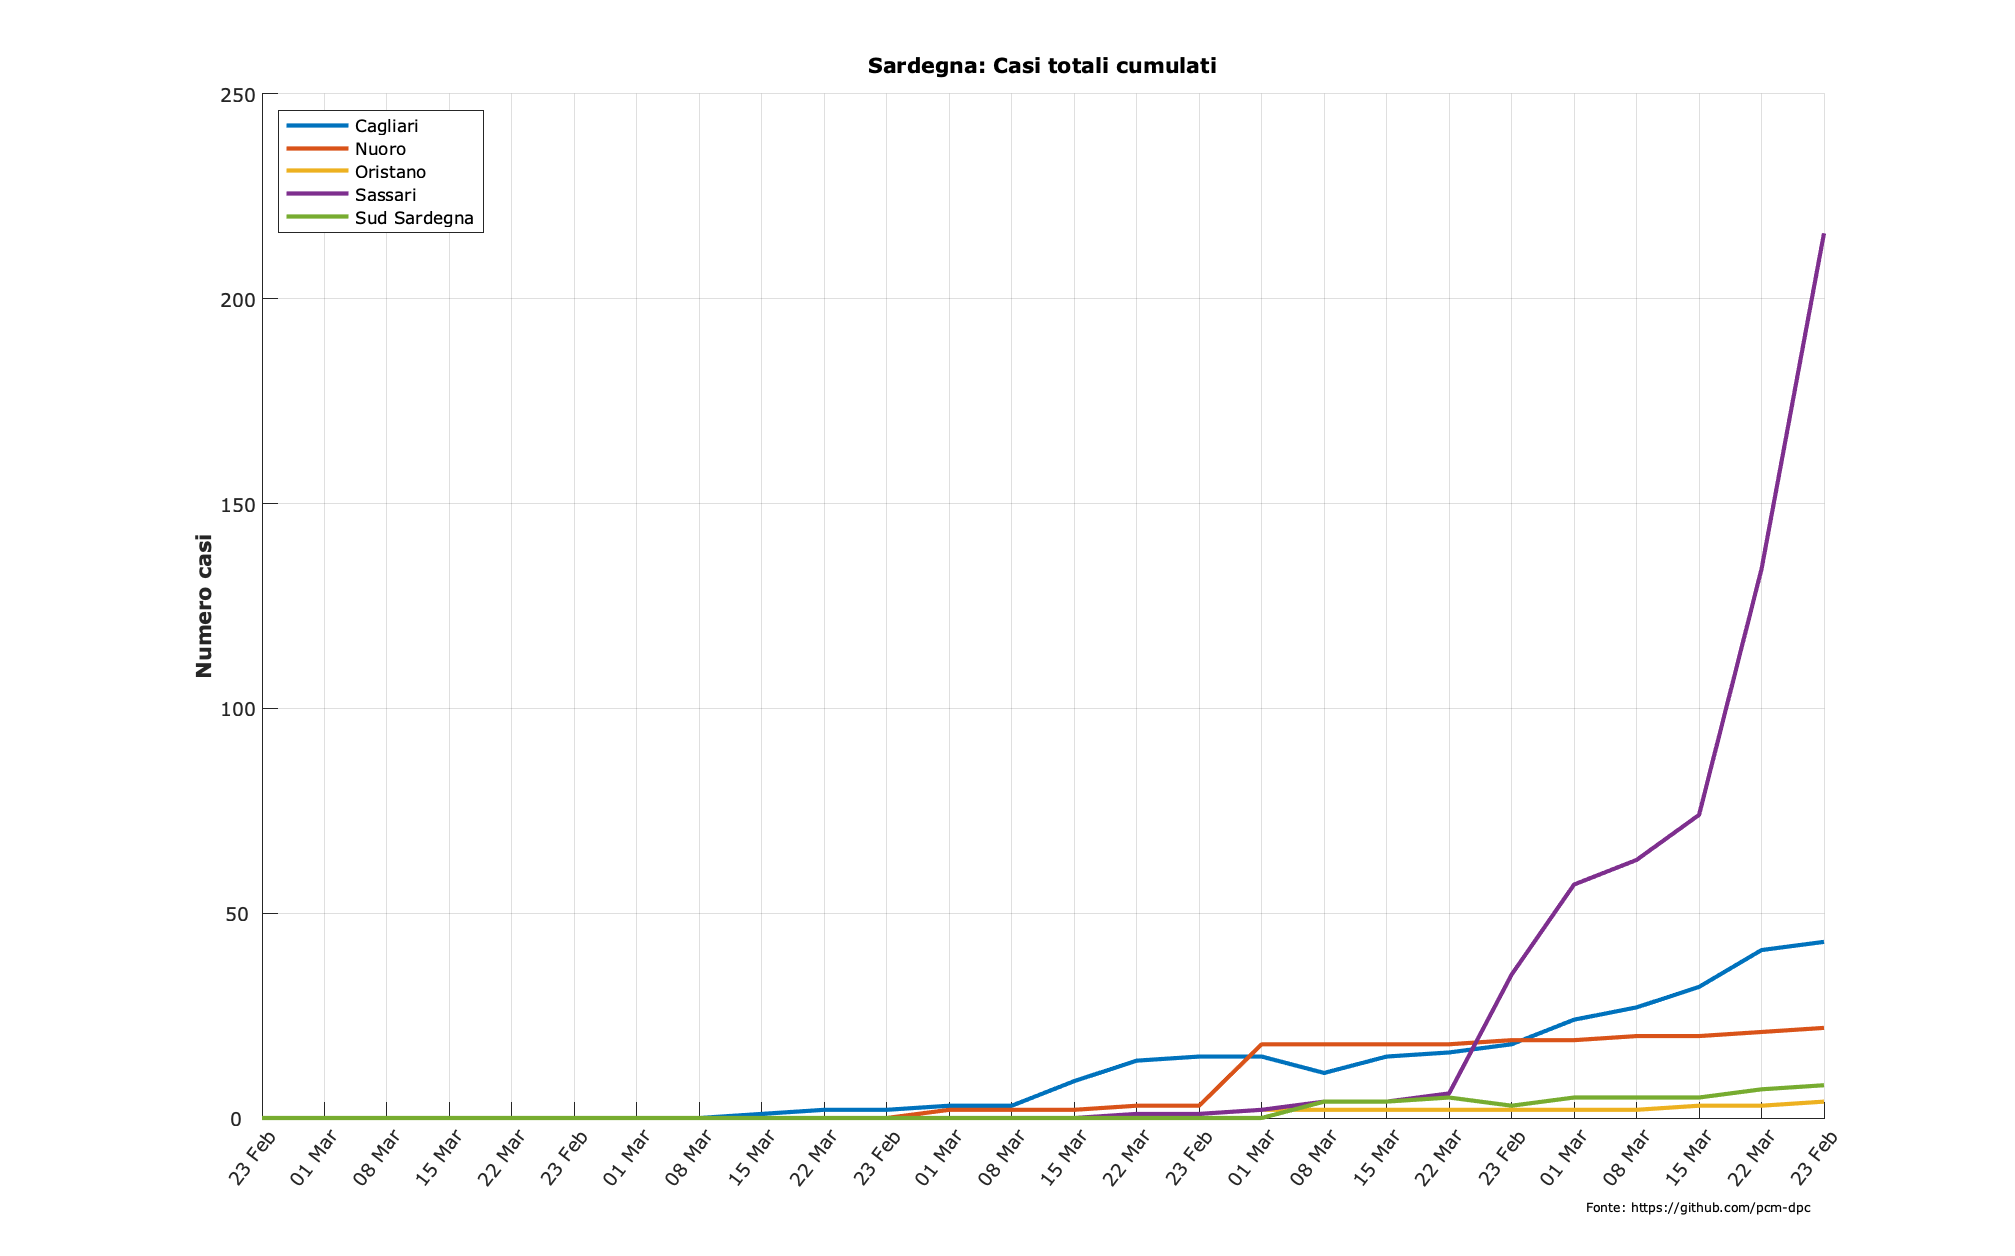 Sardegna: Casi totali cumulati
250
200
150
100
50
0
Numero casi
Cagliari
Nuoro
Oristano
Sassari
Sud Sardegna
23 Feb
01 Mar
08 Mar
15 Mar
22 Mar
23 Feb
01 Mar
08 Mar
15 Mar
22 Mar
23 Feb
01 Mar
08 Mar
15 Mar
22 Mar
23 Feb
01 Mar
08 Mar
15 Mar
22 Mar
23 Feb
01 Mar
08 Mar
15 Mar
22 Mar
23 Feb
Fonte: https://github.com/pcm-dpc